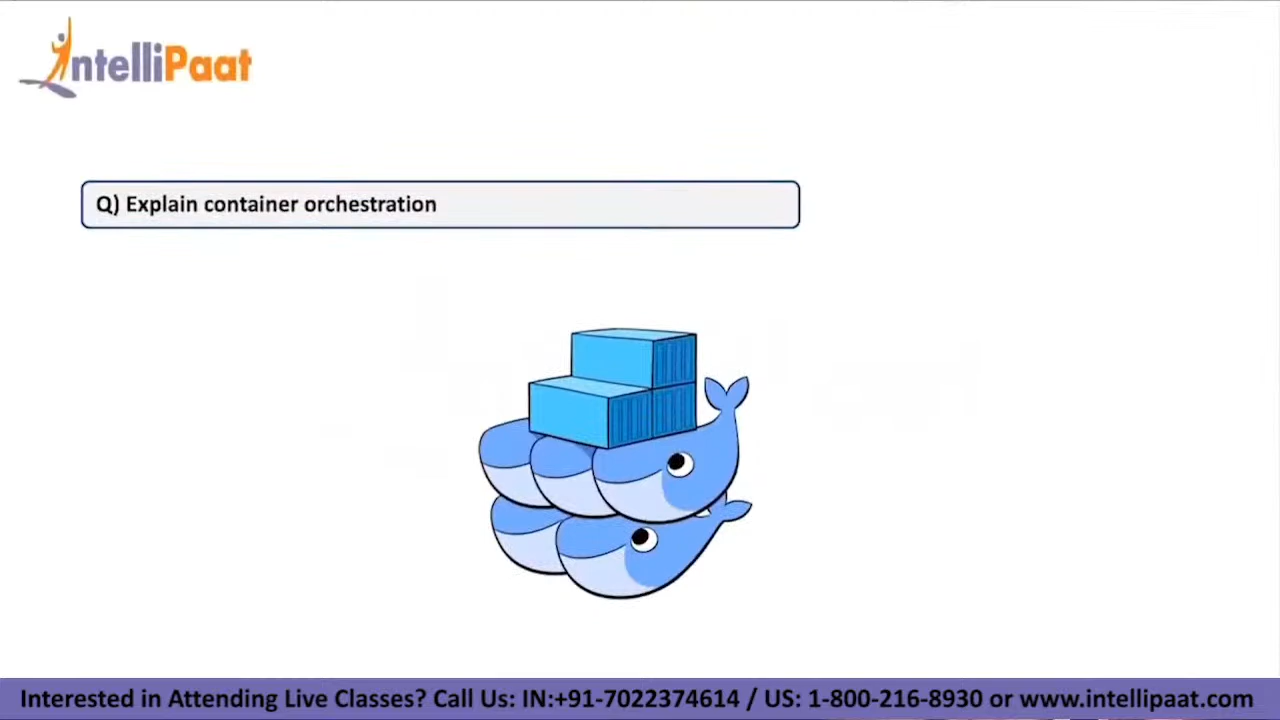 IntelliPaat
Q) Explain container orchestration
Interested in Attending Live Classes? Call Us: IN:+91-7022374614 / US: 1-800-216-8930 or www.intellipaat.com